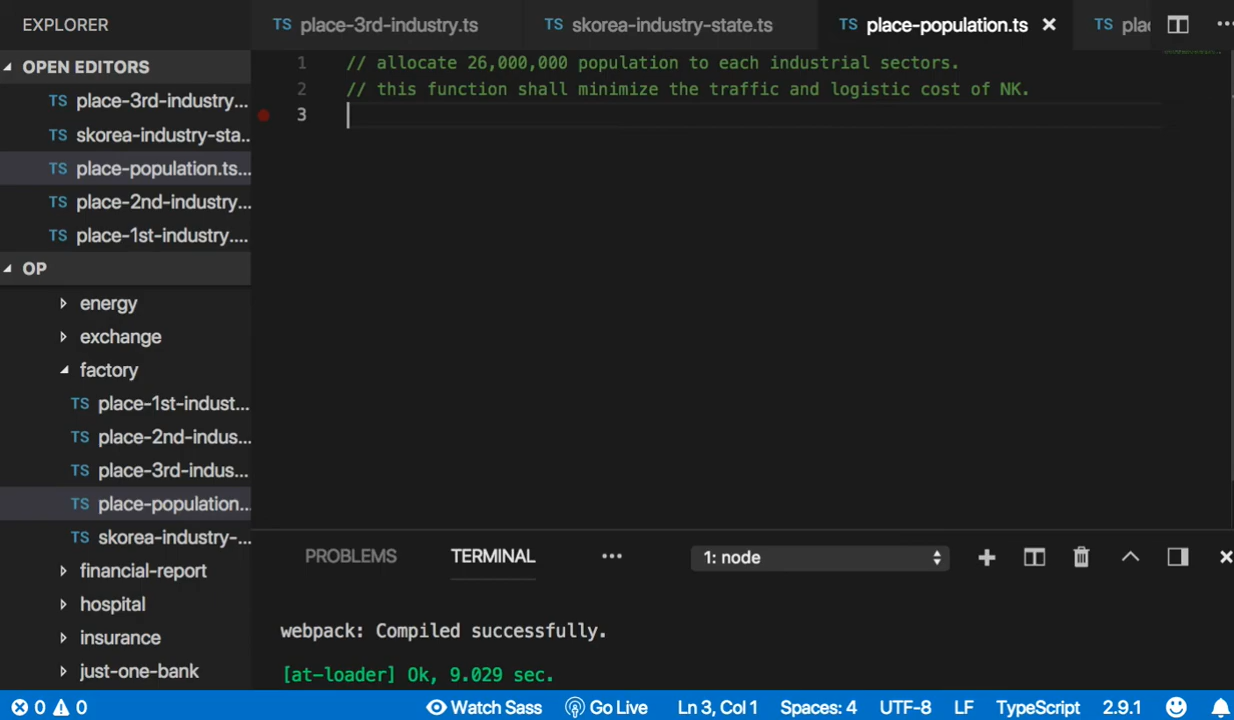 EXPLORER
TS place-3rd-industry.ts
TS skorea-industry-state.ts
TS place-population.ts
TS plac
OPEN EDITORS
TS place-3rd-industry...
TS skorea-industry-sta..
TS place-population.ts...
TS place-2nd-industry...
TS place-1st-industry....
OP
energy
exchange
factory
TS place-1st-indust...
TS place-2nd-indus...
TS place-3rd-indus...
TS place-population...
TS skorea-industry-...
financial-report
hospital
insurance
just-one-bank
1 // allocate 26,000,000 population to each industrial sectors.
2 // this function shall minimize the traffic and logistic cost of NK.
3
PROBLEMS TERMINAL ••• 1: node
webpack: Compiled successfully.
[at-loader] Ok, 9.029 sec.
0 0 Watch Sass Go Live Ln 3, Col 1 Spaces: 4 UTF-8 LF TypeScript 2.9.1